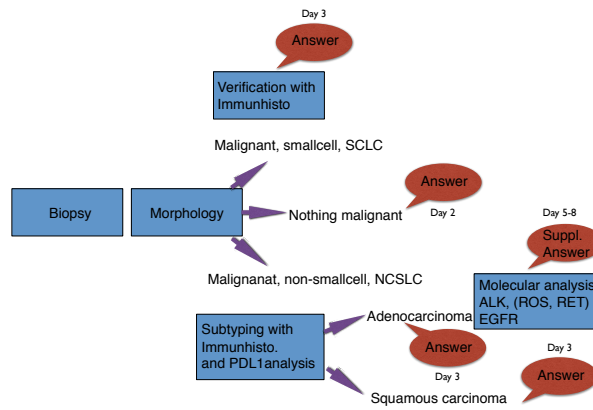 Day 3
Answer
Verification with
Immunhisto
Malignant, smallcell, SCLC
Biopsy
Morphology
Nothing malignant
Answer
Day 2
Day 5-8
Suppl.
Answer
Malignanat, non-smallcell, NCSLC
Molecular analysis
ALK, (ROS, RET)
EGFR
Subtyping with
Immunhisto.
and PDL1analysis
Adenocarcinoma
Answer
Day 3
Day 3
Answer
Squamous carcinoma